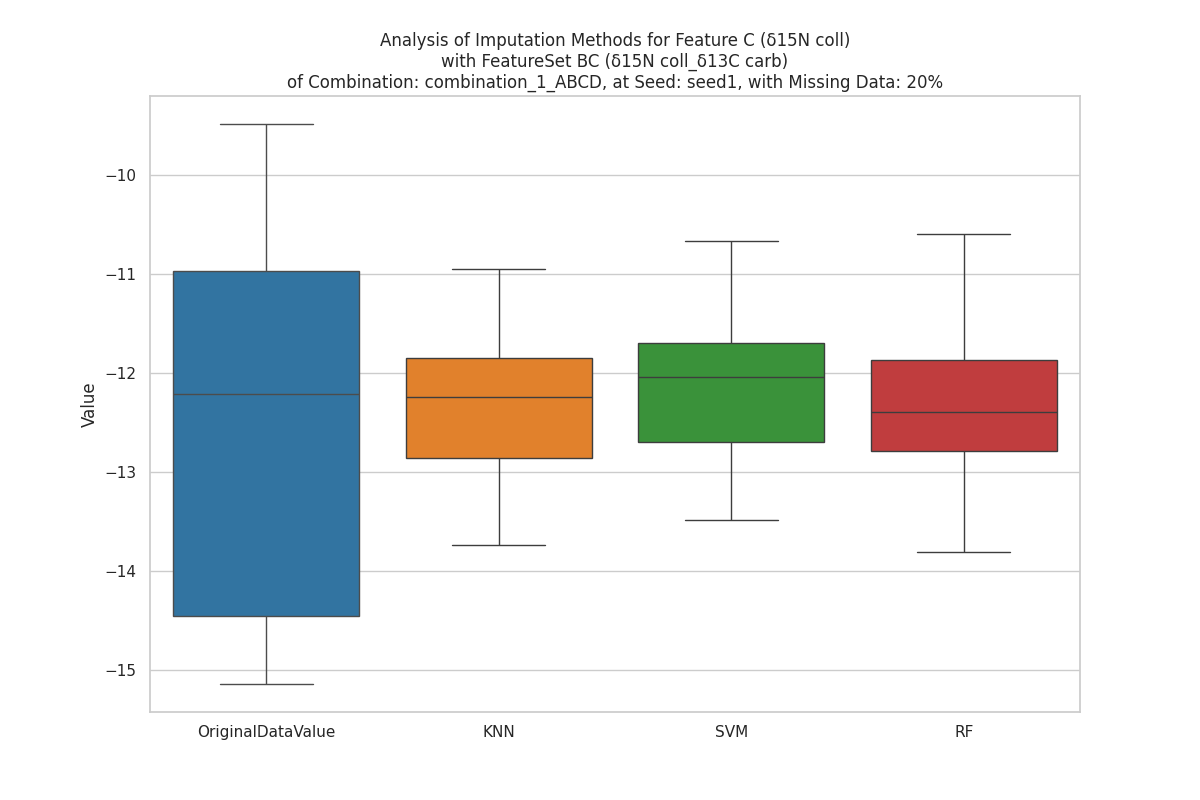 Analysis of Imputation Methods for Feature C (δ15N coll)
with FeatureSet BC (δ15N coll_δ13C carb)
of Combination: combination_1_ABCD, at Seed: seed1, with Missing Data: 20%
Value
−10
−11
−12
−13
−14
−15
OriginalDataValue
KNN
SVM
RF